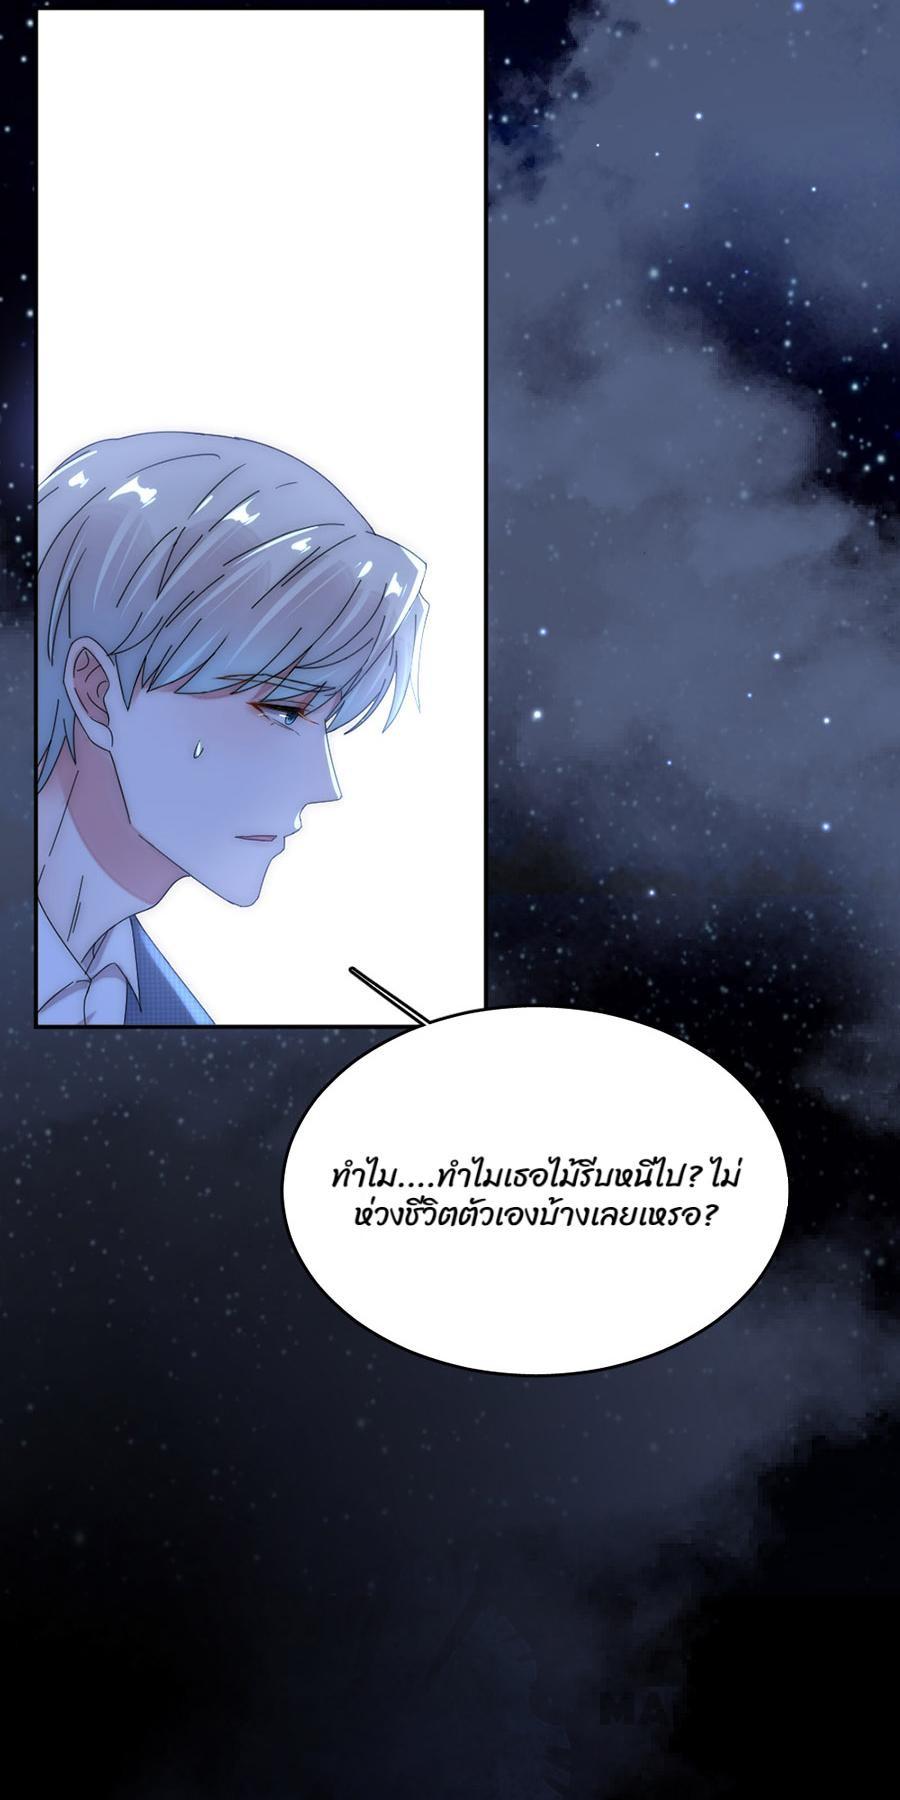 ทำไม....ทำไมเธอไม้รีบหนีไป? ไม่
ห่วงชีวิตตัวเองบ้างเลยเหรอ?